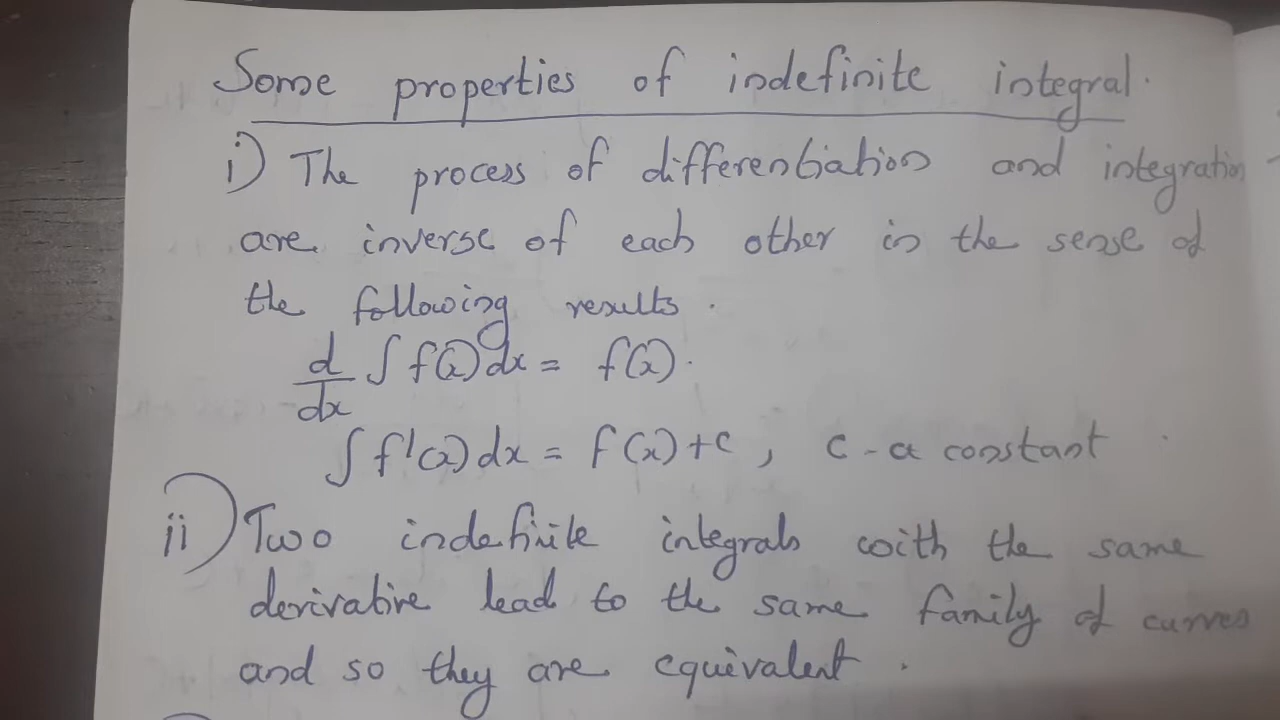 Some properties of indefinite integral.
i) The process of differentiation and integration
are inverse of each other in the sense of
the following results.
d/dx ∫ f(x) dx = f(x).
∫ f'(x) dx = f(x) + c, c - a constant
ii) Two indefinite integrals with the same
derivative lead to the same family of curves
and so they are equivalent.